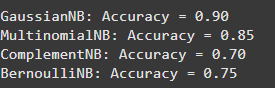 GaussianNB: Accuracy = 0.90
MultinomialNB: Accuracy = 0.85
ComplementNB: Accuracy = 0.70
BernoulliNB: Accuracy = 0.75